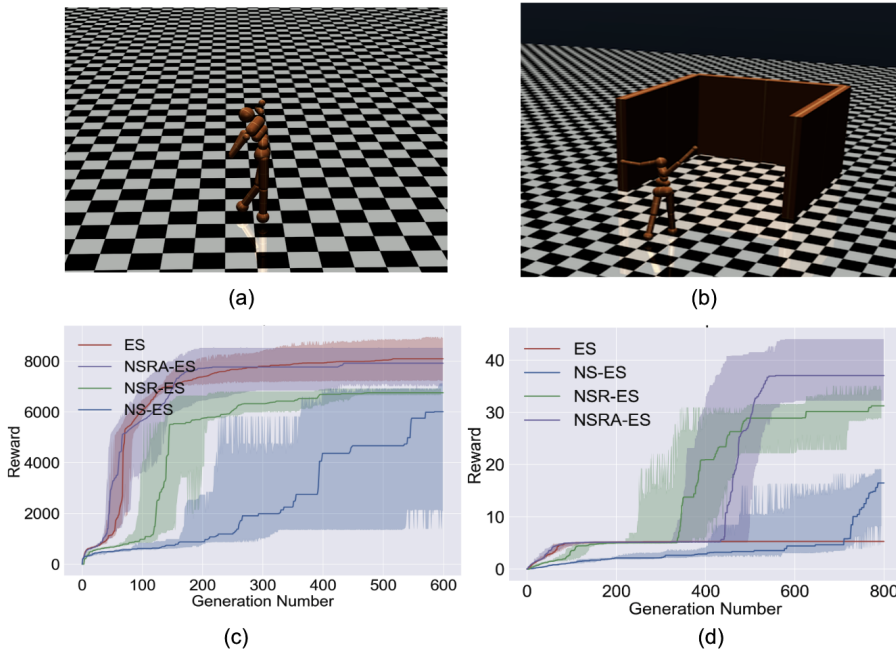 (a)
(b)
ES
NSRA-ES
NSR-ES
NS-ES
Reward
8000
6000
4000
2000
0
0 100 200 300 400 500 600
Generation Number
(c)
ES
NS-ES
NSR-ES
NSRA-ES
Reward
40
30
20
10
0
0 200 400 600 800
Generation Number
(d)